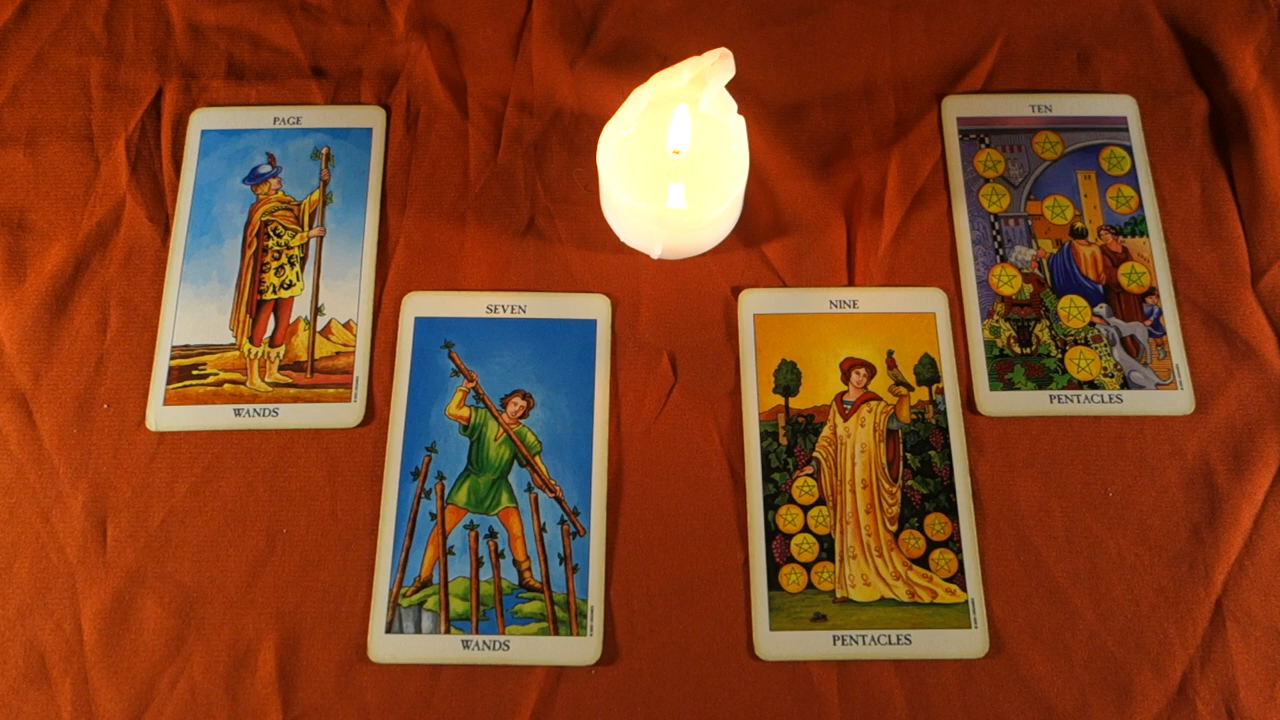 PAGE
WANDS
SEVEN
WANDS
NINE
PENTACLES
TEN
PENTACLES